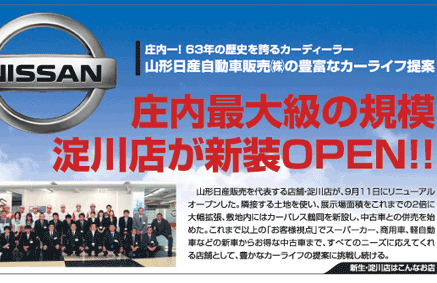 NISSAN
庄内一! 63年の歴史を誇るカーディーラー
山形日産自動車販売㈱の豊富なカーライフ提案
庄内最大級の規模
淀川店が新装OPEN!!
山形日産販売を代表する店舗・淀川店が、9月11日にリニューアル
オープンした。隣接する土地を使い、展示場面積をこれまでの2倍に
大幅拡張、敷地内にはカーパレス鶴岡を新設し、中古車との併売を始
めた。これまで以上の「お客様視点」でスーパーカー、商用車、軽自動
車などの新車からお得な中古車まで、すべてのニーズに応えてくれ
る店舗として、豊かなカーライフの提案に挑戦し続ける。
新生・淀川店はこんなお店